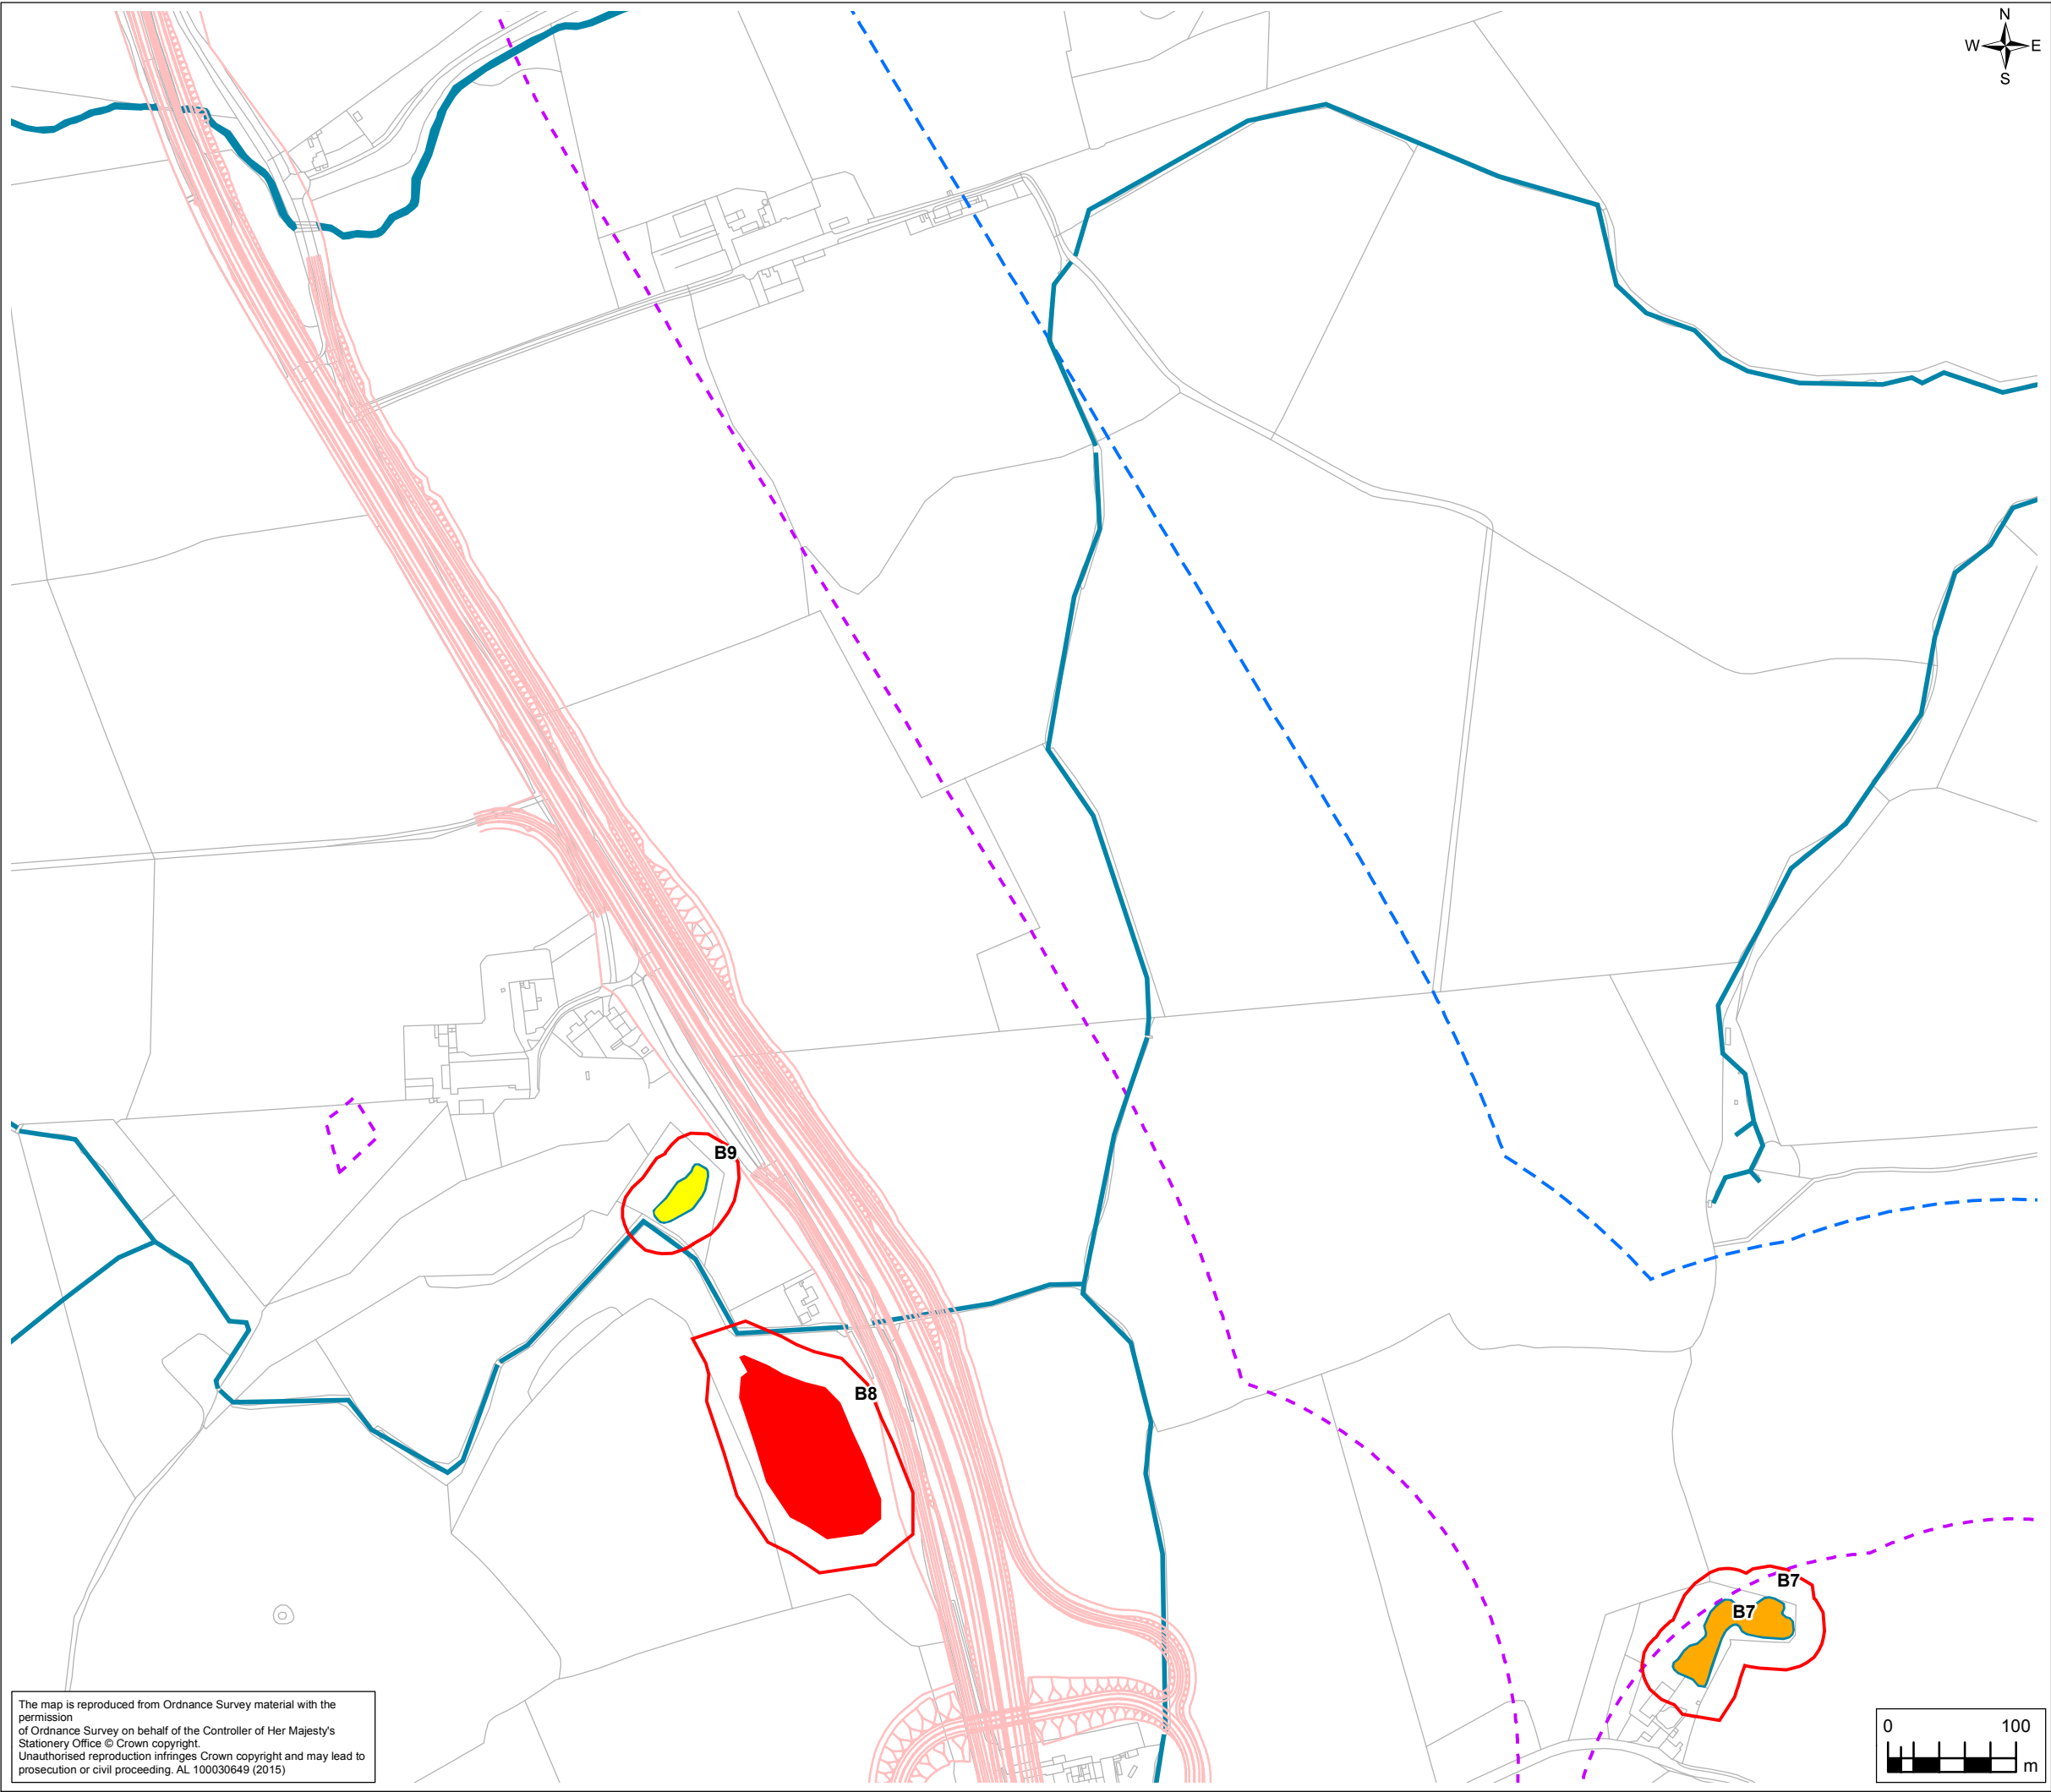 N
W E
S
B9
B8
B7
B7
The map is reproduced from Ordnance Survey material with the
permission
of Ordnance Survey on behalf of the Controller of Her Majesty's
Stationery Office © Crown copyright.
Unauthorised reproduction infringes Crown copyright and may lead to
prosecution or civil proceeding. AL 100030649 (2015)
0 100
m